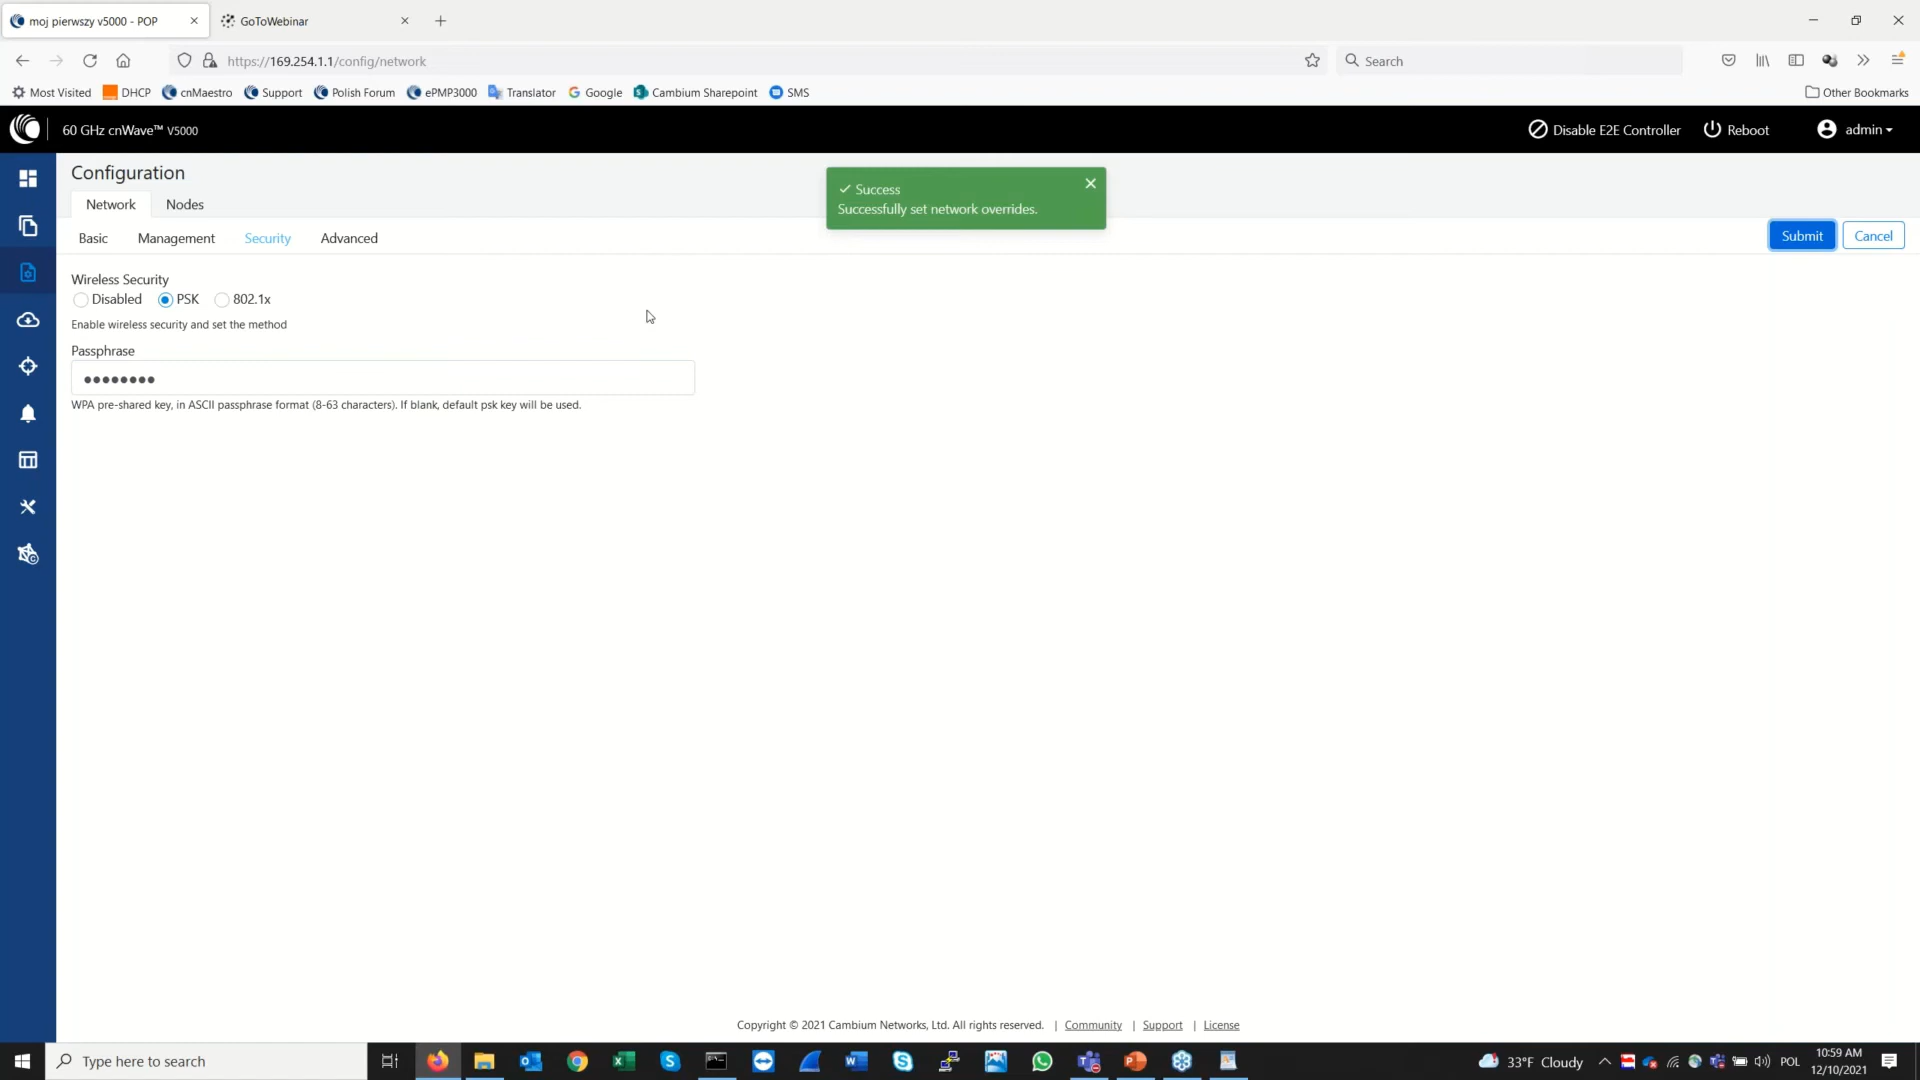 moj pierwszy v5000 - POP
GoToWebinar
https://169.254.1.1/config/network
Search
Most Visited
DHCP
cnMaestro
Support
Polish Forum
ePMP3000
Translator
Google
Cambium Sharepoint
SMS
Other Bookmarks
60 GHz cnWave™ V5000
Disable E2E Controller
Reboot
admin
Configuration
Success
Successfully set network overrides.
Network
Nodes
Basic
Management
Security
Advanced
Submit
Cancel
Wireless Security
Disabled
PSK
802.1x
Enable wireless security and set the method
Passphrase
●●●●●●●●
WPA pre-shared key, in ASCII passphrase format (8-63 characters). If blank, default psk key will be used.
Copyright © 2021 Cambium Networks, Ltd. All rights reserved. | Community | Support | License
Type here to search
33°F Cloudy
POL
10:59 AM
12/10/2021